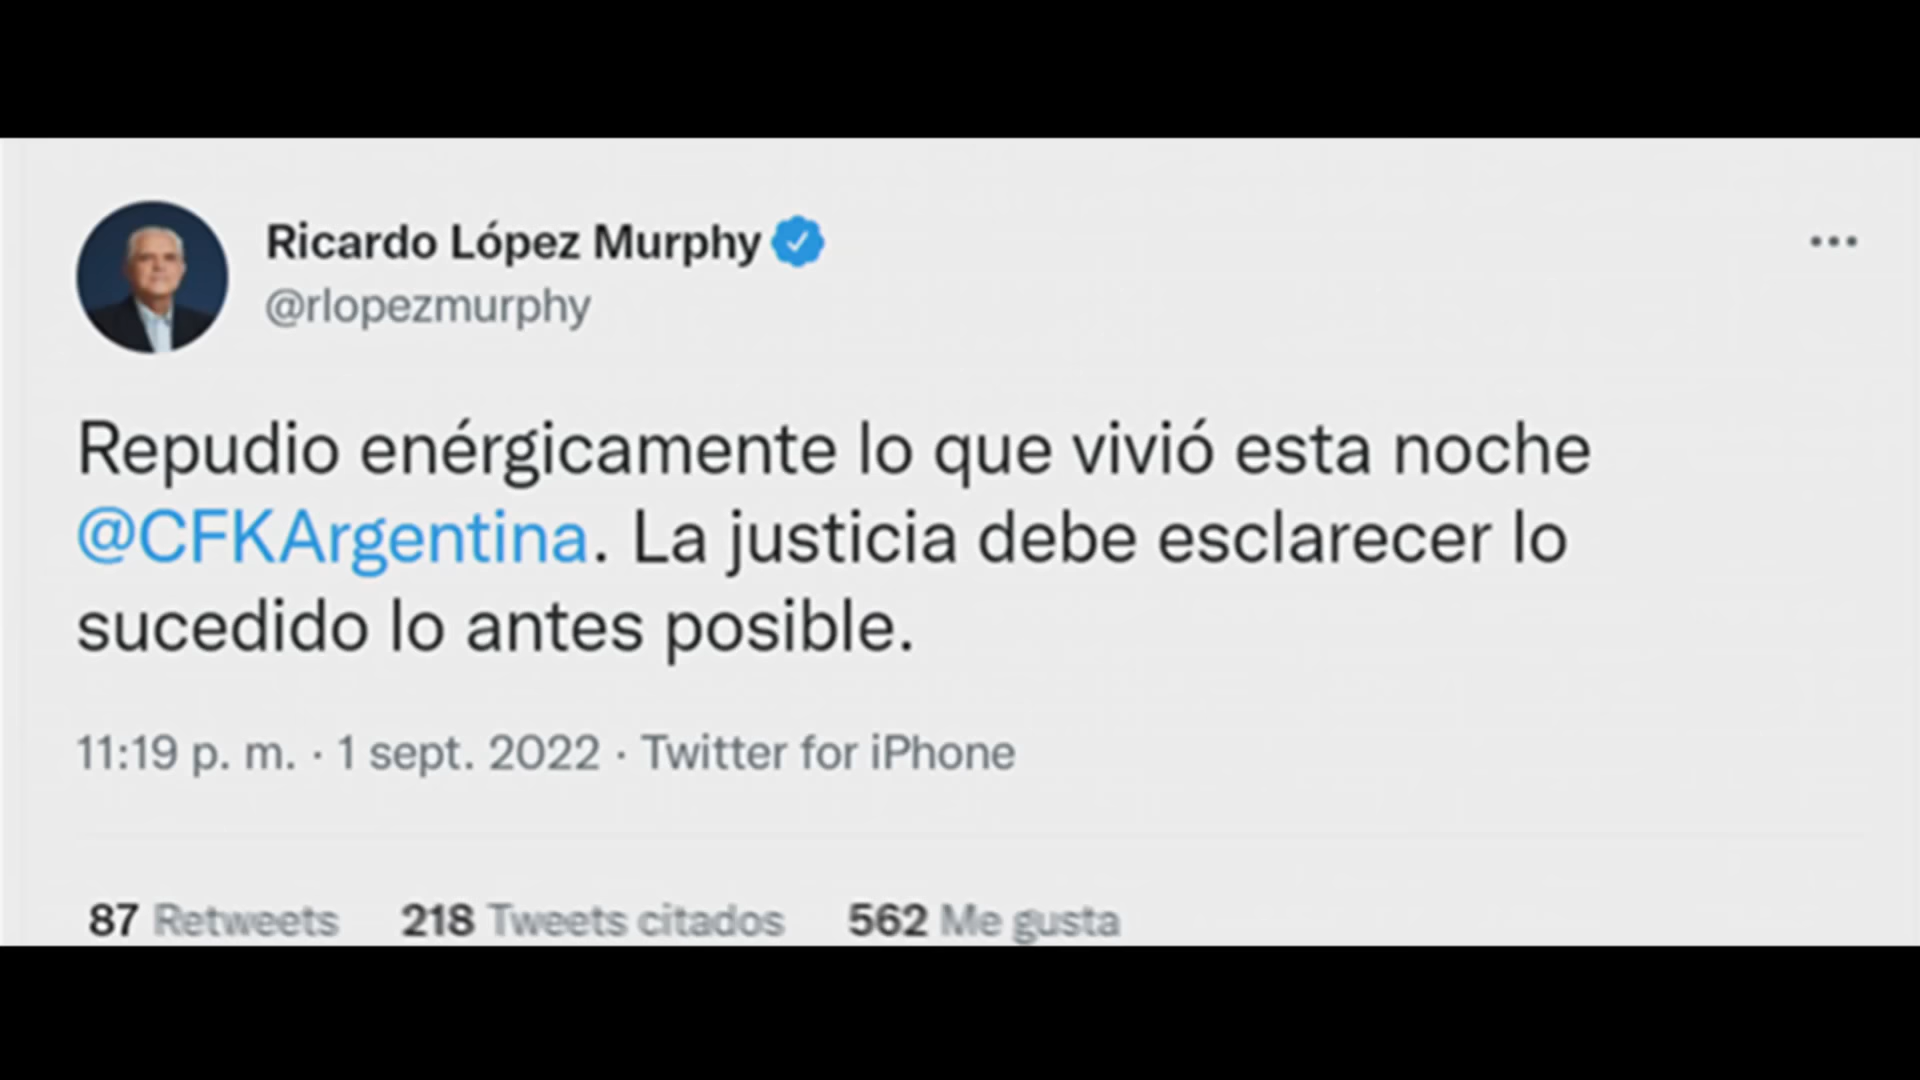 Ricardo López Murphy
@rlopezmurphy
Repudio enérgicamente lo que vivió esta noche
@CFKArgentina. La justicia debe esclarecer lo
sucedido lo antes posible.
11:19 p. m. · 1 sept. 2022 · Twitter for iPhone
87 Retweets 218 Tweets citados 562 Me gusta